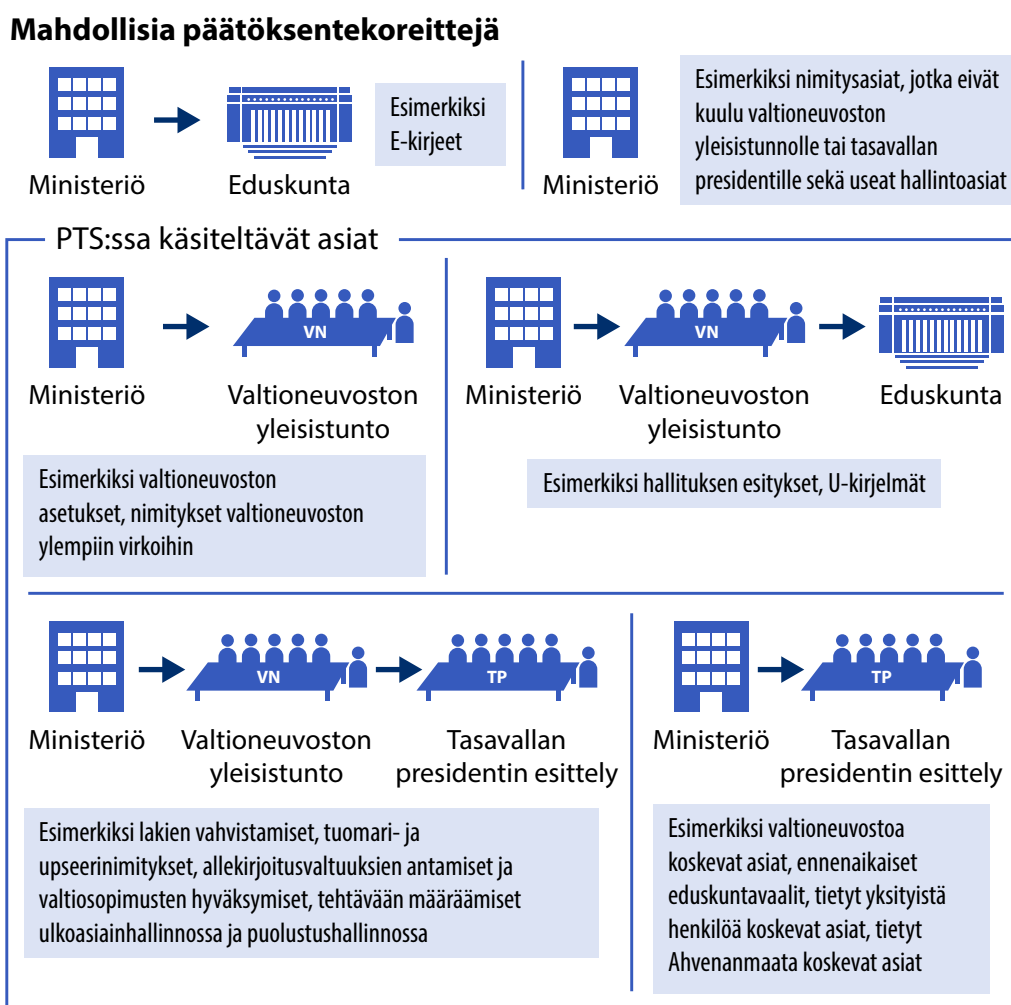 Mahdollisia päätöksentekoreittejä
Ministeriö
Eduskunta
Esimerkiksi
E-kirjeet
Ministeriö
Esimerkiksi nimitysasiat, jotka eivät
kuulu valtioneuvoston
yleisistunnolle tai tasavallan
presidentille sekä useat hallintoasiat
PTS:ssa käsiteltävät asiat
VN
Ministeriö
Valtioneuvoston
yleisistunto
Esimerkiksi valtioneuvoston
asetukset, nimitykset valtioneuvoston
ylempiin virkoihin
VN
Ministeriö
Valtioneuvoston
yleisistunto
Eduskunta
Esimerkiksi hallituksen esitykset, U-kirjelmät
VN
TP
Ministeriö
Valtioneuvoston
yleisistunto
Tasavallan
presidentin esittely
Esimerkiksi lakien vahvistamiset, tuomari- ja
upseerinimitykset, allekirjoitusvaltuuksien antamiset ja
valtiosopimusten hyväksymiset, tehtävään määräämiset
ulkoasiainhallinnossa ja puolustushallinnossa
TP
Ministeriö
Tasavallan
presidentin esittely
Esimerkiksi valtioneuvostoa
koskevat asiat, ennenaikaiset
eduskuntavaalit, tietyt yksityistä
henkilöä koskevat asiat, tietyt
Ahvenanmaata koskevat asiat